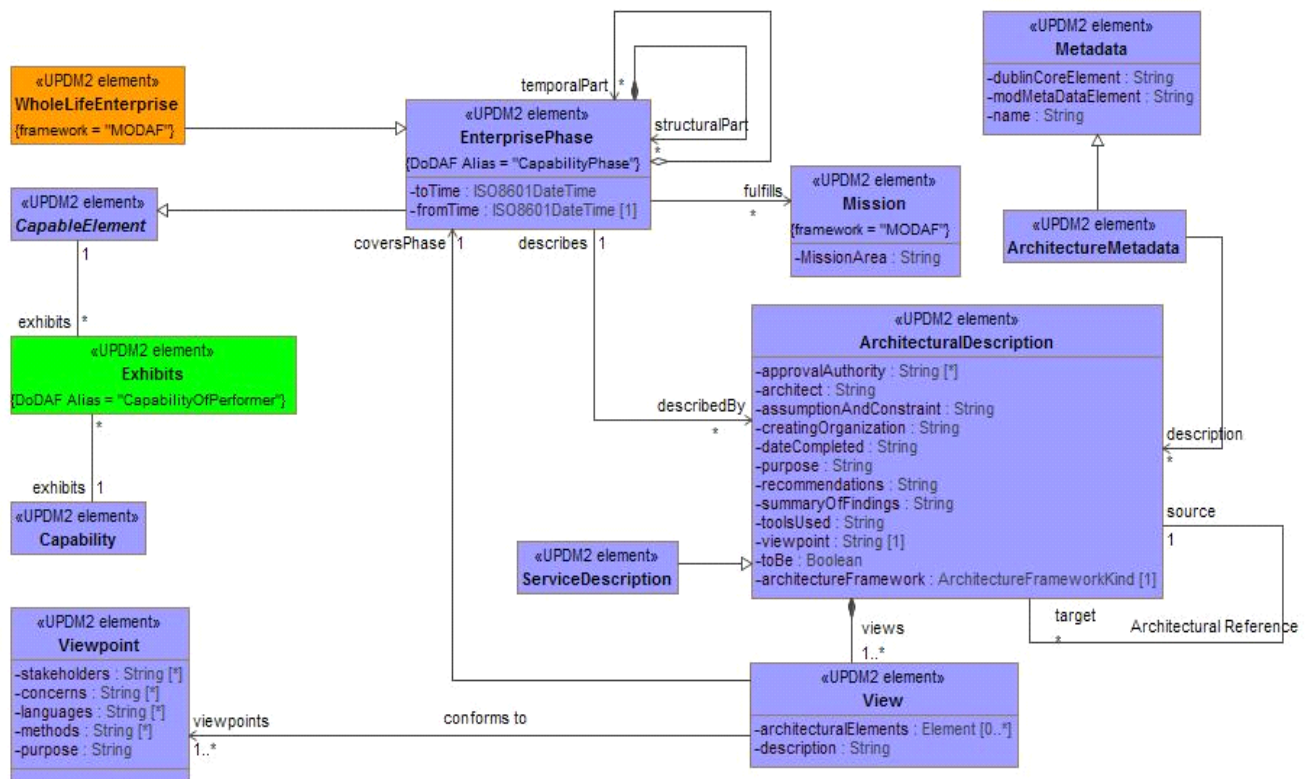 «UPDM2 element»
WholeLifeEnterprise
{framework = "MODAF"}
temporalPart *
structuralPart
*
«UPDM2 element»
EnterprisePhase
{DoDAF Alias = "CapabilityPhase"}
-toTime : ISO8601DateTime
-fromTime : ISO8601DateTime [1]
«UPDM2 element»
Metadata
-dublinCoreElement : String
-modMetaDataElement : String
-name : String
«UPDM2 element»
CapableElement
1
fulfills
*
«UPDM2 element»
Mission
{framework = "MODAF"}
-MissionArea : String
«UPDM2 element»
ArchitectureMetadata
coversPhase 1
describes 1
exhibits *
«UPDM2 element»
Exhibits
{DoDAF Alias = "CapabilityOfPerformer"}
*
exhibits 1
«UPDM2 element»
Capability
describedBy
*
«UPDM2 element»
ArchitecturalDescription
-approvalAuthority : String [*]
-architect : String
-assumptionAndConstraint : String
-creatingOrganization : String
-dateCompleted : String
-purpose : String
-recommendations : String
-summaryOfFindings : String
-toolsUsed : String
-viewpoint : String [1]
-toBe : Boolean
-architectureFramework : ArchitectureFrameworkKind [1]
description
*
source
1
target
*
Architectural Reference
«UPDM2 element»
ServiceDescription
views
1..*
«UPDM2 element»
Viewpoint
-stakeholders : String [*]
-concerns : String [*]
-languages : String [*]
-methods : String [*]
-purpose : String
viewpoints
1..*
conforms to
«UPDM2 element»
View
-architecturalElements : Element [0..*]
-description : String